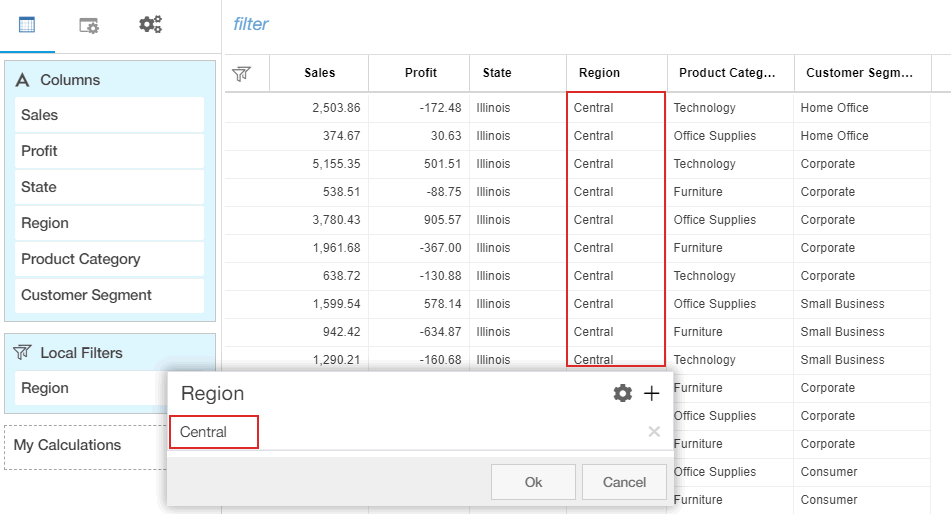 filter
Columns
Sales
Profit
State
Region
Product Category
Customer Segment
Local Filters
Region
My Calculations
Sales Profit State Region Product Categ... Customer Segm...
2,503.86 -172.48 Illinois Central Technology Home Office
374.67 30.63 Illinois Central Office Supplies Home Office
5,155.35 501.51 Illinois Central Technology Corporate
538.51 -88.75 Illinois Central Furniture Corporate
3,780.43 905.57 Illinois Central Office Supplies Corporate
1,961.68 -367.00 Illinois Central Furniture Corporate
638.72 -130.88 Illinois Central Technology Corporate
1,599.54 578.14 Illinois Central Office Supplies Small Business
942.42 -634.87 Illinois Central Furniture Small Business
1,290.21 -160.68 Illinois Central Technology Small Business
Furniture Corporate
Office Supplies Corporate
Furniture Corporate
Office Supplies Consumer
Furniture Consumer
Region
Central
Ok Cancel